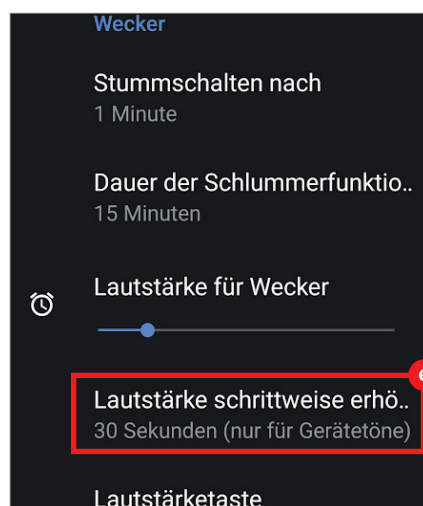 Wecker
Stummschalten nach
1 Minute
Dauer der Schlummerfunktio..
15 Minuten
Lautstärke für Wecker
Lautstärke schrittweise erhö..
30 Sekunden (nur für Gerätetöne)
Lautstärketaste